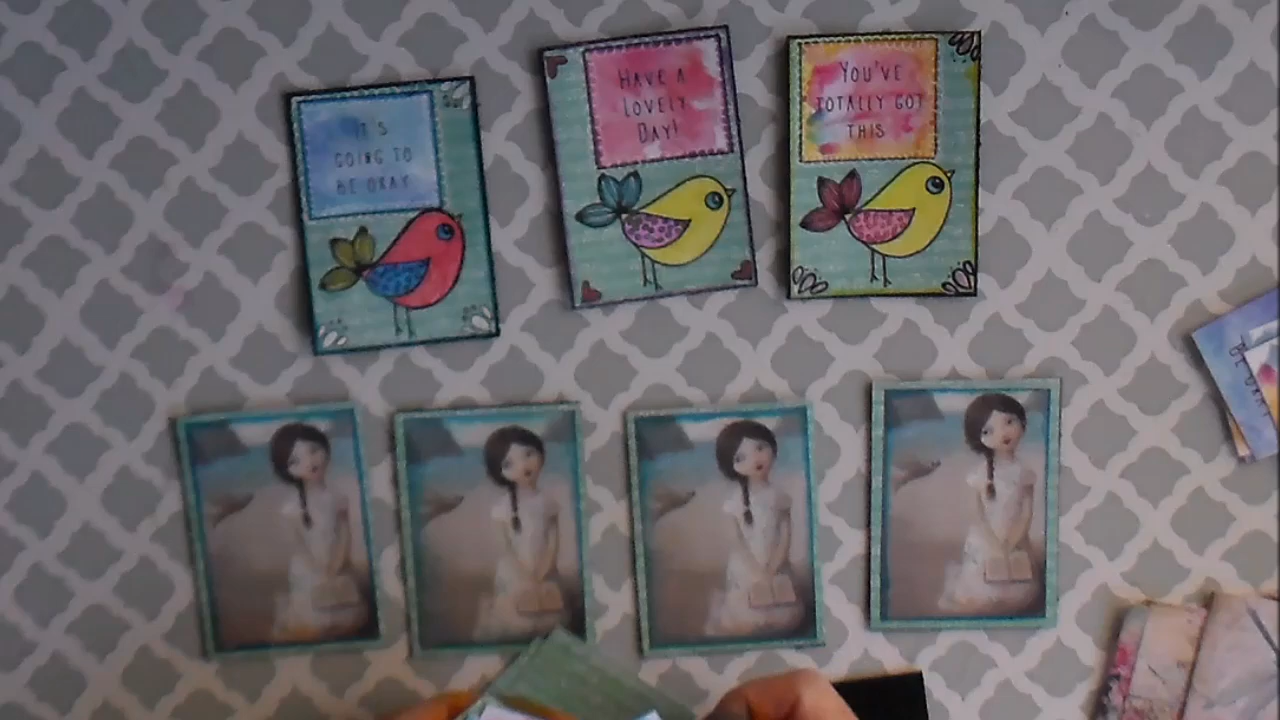 IT'S
GOING TO
BE OKAY
HAVE A
LOVELY
DAY!
YOU'VE
TOTALLY GOT
THIS